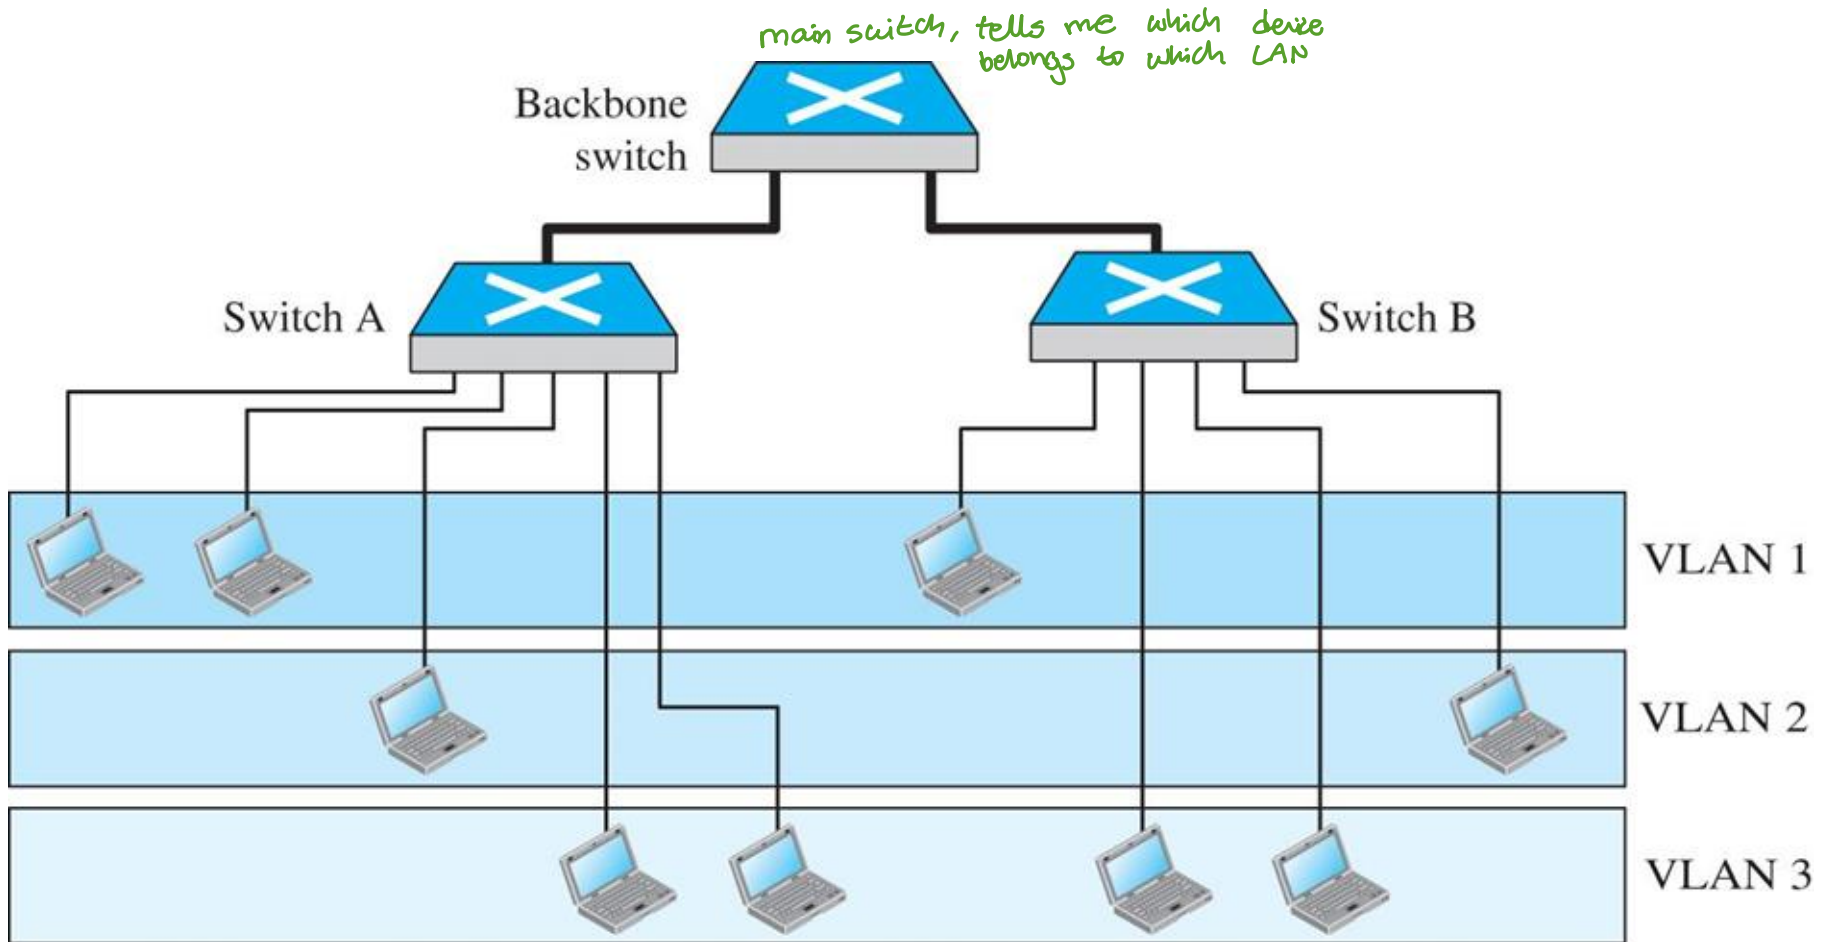 main switch, tells me which device
belongs to which LAN
Backbone
switch
Switch A
Switch B
VLAN 1
VLAN 2
VLAN 3